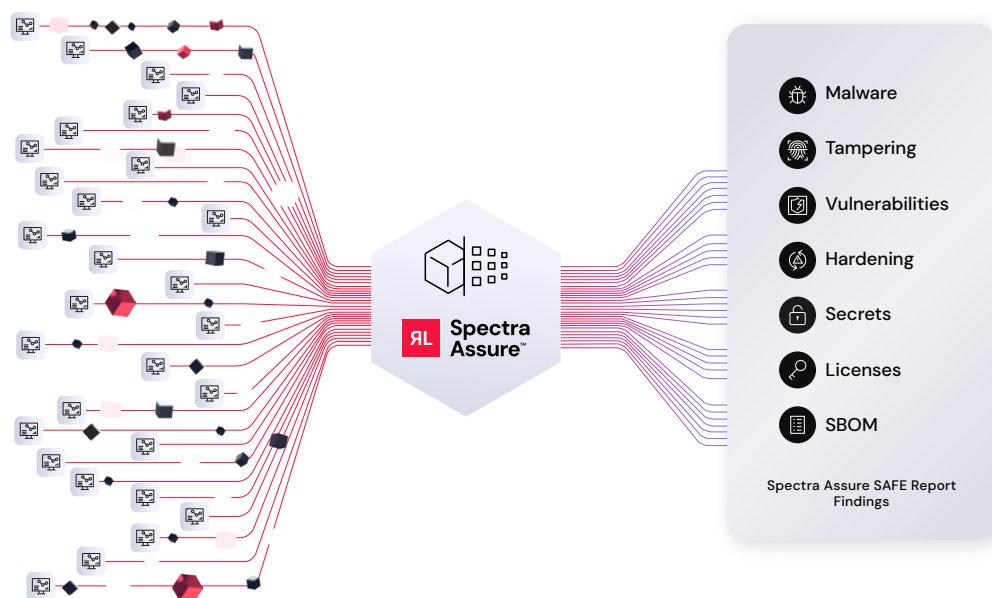 Malware
Tampering
Vulnerabilities
Hardening
Secrets
Licenses
SBOM
ЯL
Spectra
Assure™
Spectra Assure SAFE Report
Findings